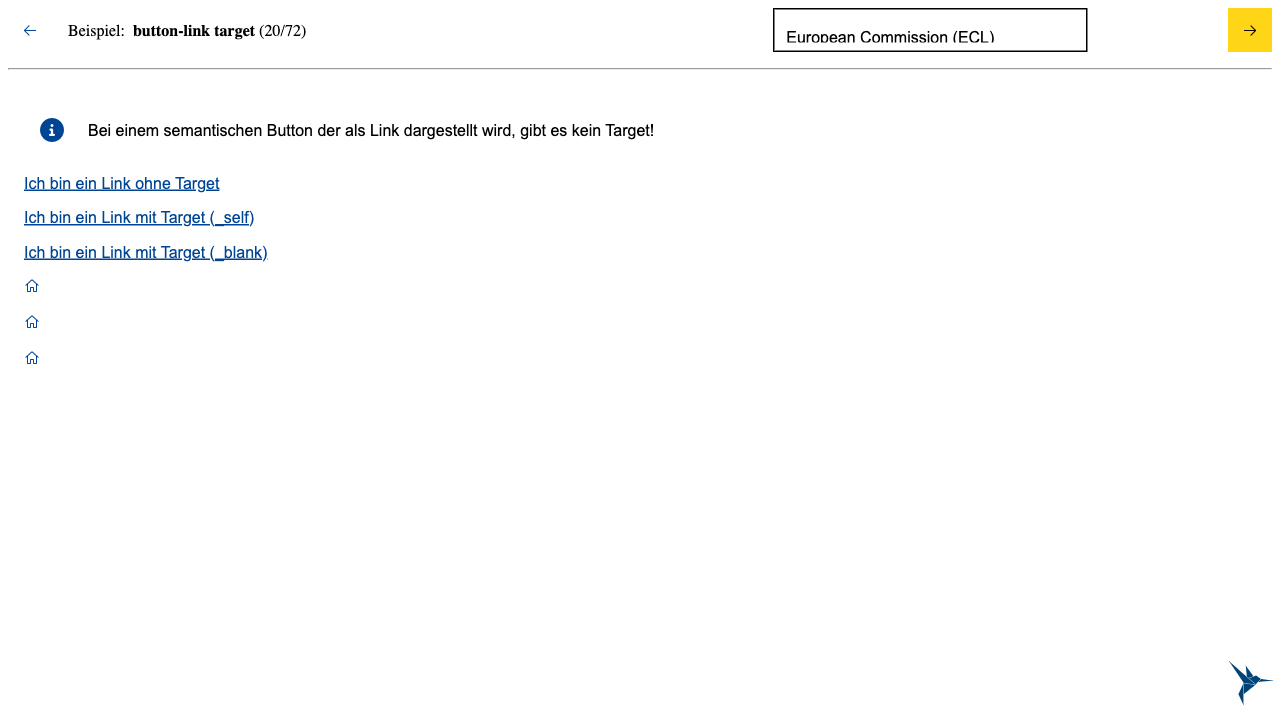 Beispiel: button-link target (20/72)
European Commission (ECL)
Bei einem semantischen Button der als Link dargestellt wird, gibt es kein Target!
Ich bin ein Link ohne Target
Ich bin ein Link mit Target (_self)
Ich bin ein Link mit Target (_blank)